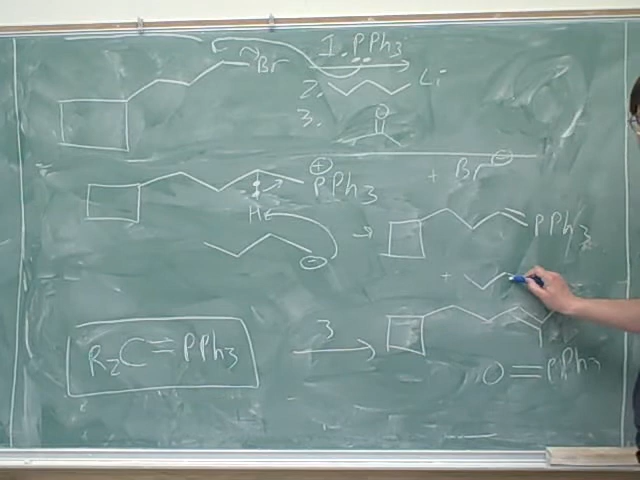 Br
1. PPh3
2. Li
3. O
⊕
PPh3 + Br ⊖
H
→ PPh3
⊖
+
R2C=PPh3
3
O=PPh3